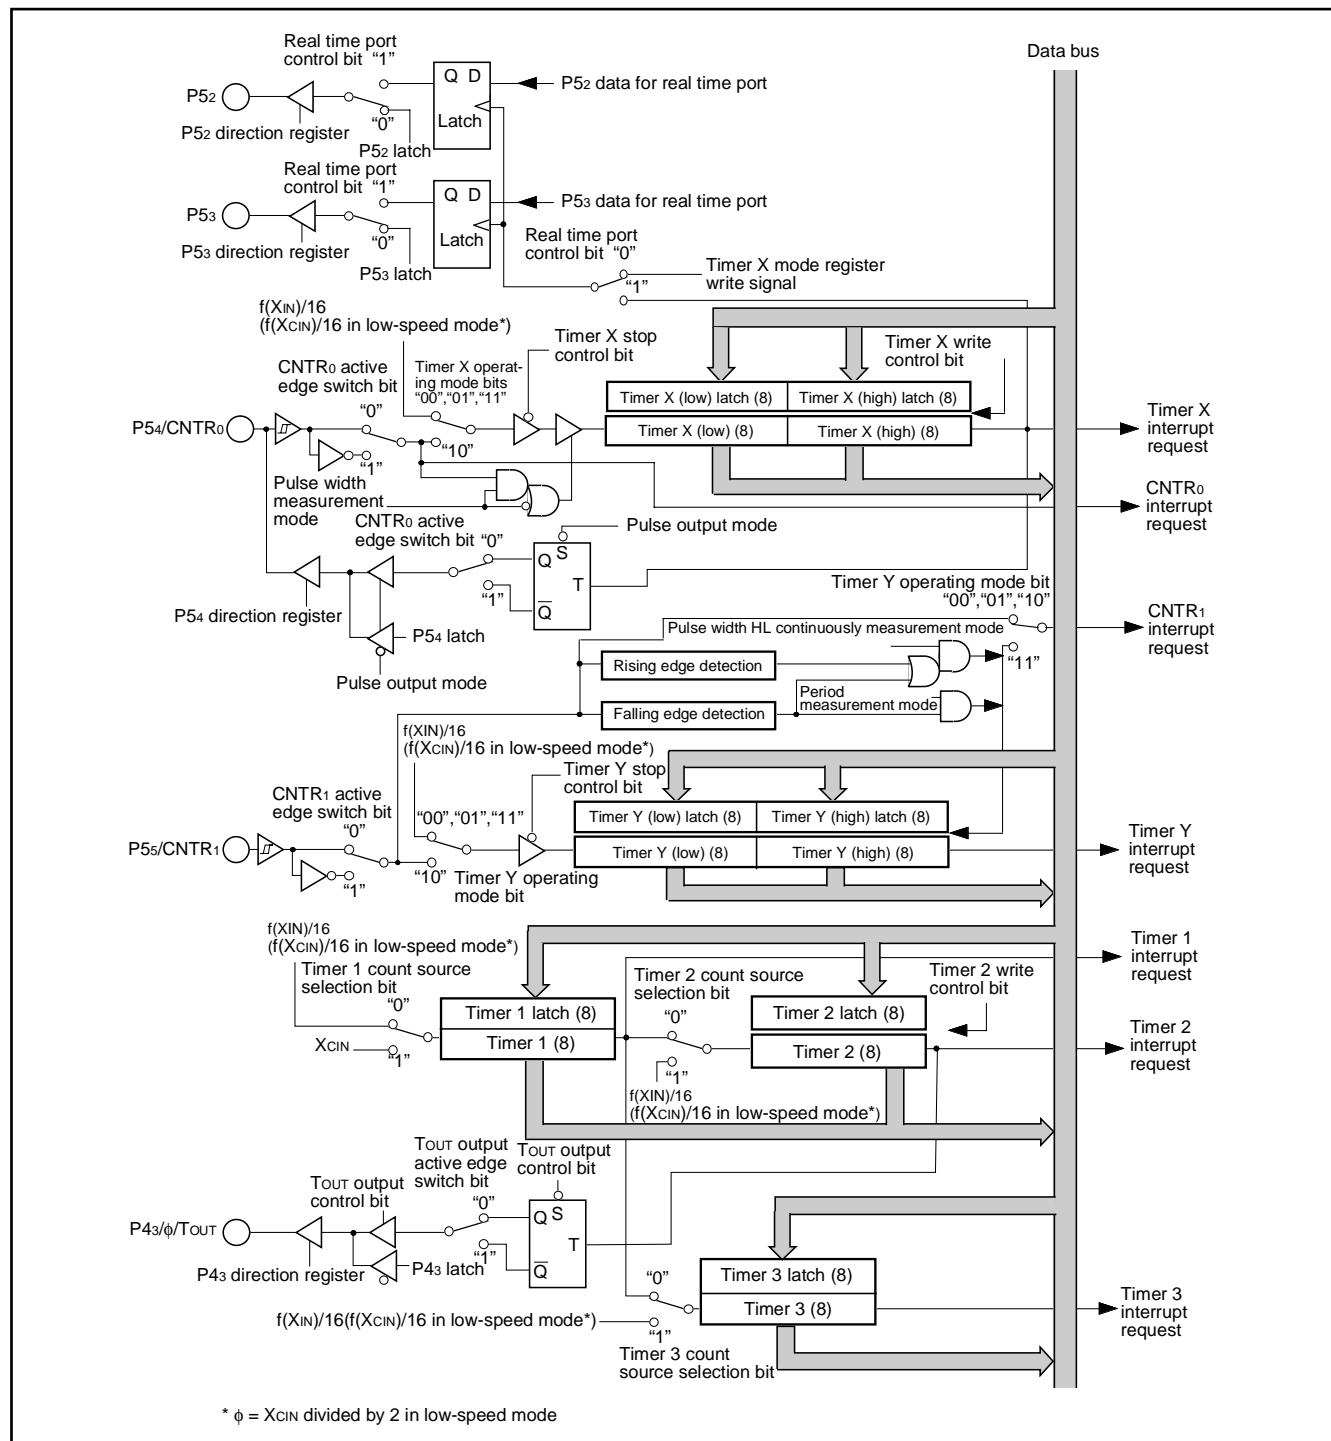 Data bus
Real time port
control bit “1”
Q D
P52 data for real time port
P52
“0”
Latch
P52 direction register
P52 latch
Real time port
control bit “1”
Q D
P53 data for real time port
P53
“0”
Latch
P53 direction register
P53 latch
Real time port
control bit “0”
“1”
Timer X mode register
write signal
f(XIN)/16
(f(XCIN)/16 in low-speed mode*)
Timer X stop
control bit
Timer X write
control bit
CNTR0 active
edge switch bit
Timer X operat-
ing mode bits
“00”,“01”,“11”
Timer X (low) latch (8)
Timer X (high) latch (8)
“0”
P54/CNTR0
Timer X (low) (8)
Timer X (high) (8)
Timer X
interrupt
request
“10”
“1”
Pulse width
measurement
mode
CNTR0
interrupt
request
CNTR0 active
edge switch bit “0”
Pulse output mode
Q
S
T
“1”
Q
P54 direction register
P54 latch
Pulse output mode
Timer Y operating mode bit
“00”,“01”,“10”
CNTR1
interrupt
request
Pulse width HL continuously measurement mode
“11”
Rising edge detection
Period
measurement mode
Falling edge detection
f(XIN)/16
(f(XCIN)/16 in low-speed mode*)
Timer Y stop
control bit
CNTR1 active
edge switch bit
“00”,“01”,“11”
Timer Y (low) latch (8)
Timer Y (high) latch (8)
“0”
P55/CNTR1
Timer Y (low) (8)
Timer Y (high) (8)
Timer Y
interrupt
request
“10”
“1”
Timer Y operating
mode bit
f(XIN)/16
(f(XCIN)/16 in low-speed mode*)
Timer 1
interrupt
request
Timer 1 count source
selection bit
Timer 2 count source
selection bit
Timer 2 write
control bit
“0”
Timer 1 latch (8)
“0”
Timer 2 latch (8)
XCIN
“1”
Timer 1 (8)
Timer 2 (8)
Timer 2
interrupt
request
“1”
f(XIN)/16
(f(XCIN)/16 in low-speed mode*)
TOUT output
active edge
switch bit
TOUT output
control bit
TOUT output
control bit
“0”
Q
S
P43/ϕ/TOUT
T
“1”
Q
P43 direction register
P43 latch
Timer 3 latch (8)
“0”
Timer 3 (8)
Timer 3
interrupt
request
f(XIN)/16(f(XCIN)/16 in low-speed mode*)
“1”
Timer 3 count
source selection bit
* ϕ = XCIN divided by 2 in low-speed mode